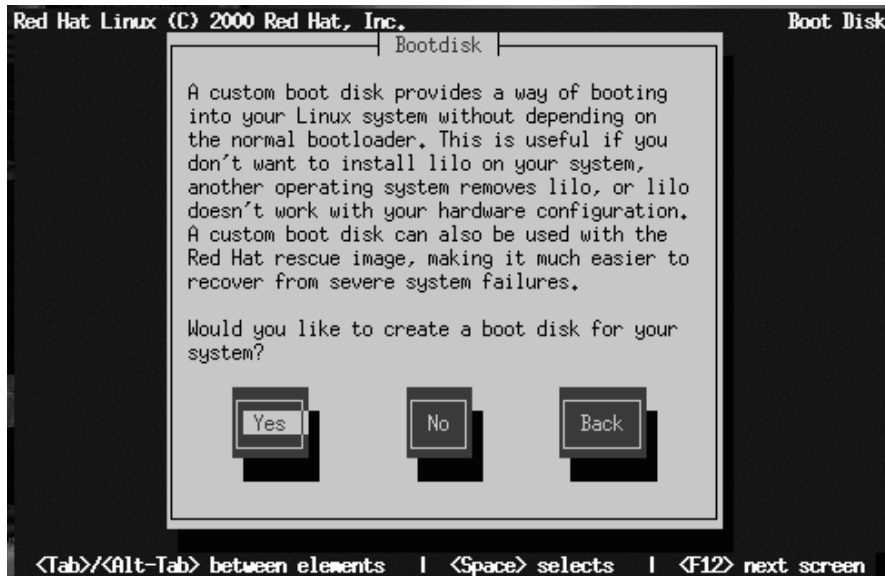 Red Hat Linux (C) 2000 Red Hat, Inc. Boot Disk
Bootdisk
A custom boot disk provides a way of booting
into your Linux system without depending on
the normal bootloader. This is useful if you
don't want to install lilo on your system,
another operating system removes lilo, or lilo
doesn't work with your hardware configuration.
A custom boot disk can also be used with the
Red Hat rescue image, making it much easier to
recover from severe system failures.
Would you like to create a boot disk for your
system?
Yes No Back
<Tab>/<Alt-Tab> between elements | <Space> selects | <F12> next screen